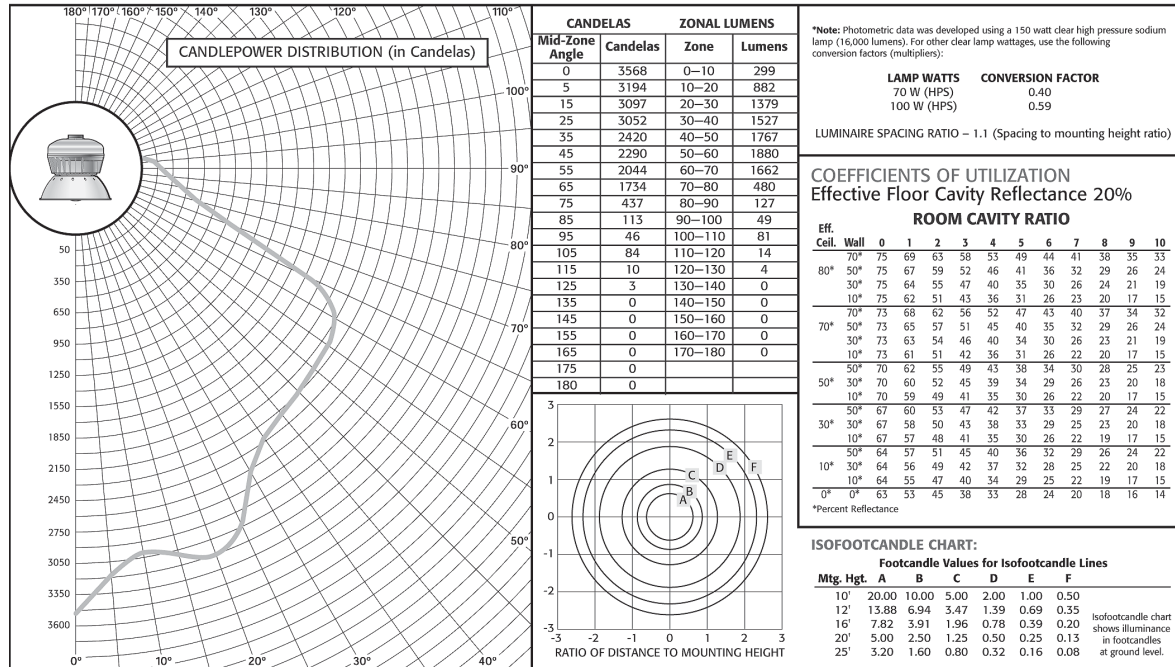 180° 170° 160° 150° 140° 130° 120° 110°
CANDLEPOWER DISTRIBUTION (in Candelas)
100°
90°
80°
70°
60°
50°
50
350
650
950
1250
1550
1850
2150
2450
2750
3050
3350
3600
0° 10° 20° 30° 40°
CANDELAS ZONAL LUMENS
Mid-Zone Angle Candelas Zone Lumens
0 3568 0—10 299
5 3194 10—20 882
15 3097 20—30 1379
25 3052 30—40 1527
35 2420 40—50 1767
45 2290 50—60 1880
55 2044 60—70 1662
65 1734 70—80 480
75 437 80—90 127
85 113 90—100 49
95 46 100—110 81
105 84 110—120 14
115 10 120—130 4
125 3 130—140 0
135 0 140—150 0
145 0 150—160 0
155 0 160—170 0
165 0 170—180 0
175 0
180 0
3
2
1
0
-1
-2
-3
A B C D E F
-3 -2 -1 0 1 2 3
RATIO OF DISTANCE TO MOUNTING HEIGHT
*Note: Photometric data was developed using a 150 watt clear high pressure sodium
lamp (16,000 lumens). For other clear lamp wattages, use the following
conversion factors (multipliers):
LAMP WATTS CONVERSION FACTOR
70 W (HPS) 0.40
100 W (HPS) 0.59
LUMINAIRE SPACING RATIO – 1.1 (Spacing to mounting height ratio)
COEFFICIENTS OF UTILIZATION
Effective Floor Cavity Reflectance 20%
ROOM CAVITY RATIO
Eff.
Ceil. Wall 0 1 2 3 4 5 6 7 8 9 10
70* 75 69 63 58 53 49 44 41 38 35 33
80* 50* 75 67 59 52 46 41 36 32 29 26 24
30* 75 64 55 47 40 35 30 26 24 21 19
10* 75 62 51 43 36 31 26 23 20 17 15
70* 73 68 62 56 52 47 43 40 37 34 32
70* 50* 73 65 57 51 45 40 35 32 29 26 24
30* 73 63 54 46 40 34 30 26 23 21 19
10* 73 61 51 42 36 31 26 22 20 17 15
50* 70 62 55 49 43 38 34 30 28 25 23
50* 30* 70 60 52 45 39 34 29 26 23 20 18
10* 70 59 49 41 35 30 26 22 20 17 15
50* 67 60 53 47 42 37 33 29 27 24 22
30* 30* 67 58 50 43 38 33 29 25 23 20 18
10* 67 57 48 41 35 30 26 22 19 17 15
50* 64 57 51 45 40 36 32 29 26 24 22
10* 30* 64 56 49 42 37 32 28 25 22 20 18
10* 64 55 47 40 34 29 25 22 19 17 15
0* 0* 63 53 45 38 33 28 24 20 18 16 14
*Percent Reflectance
ISOFOOTCANDLE CHART:
Footcandle Values for Isofootcandle Lines
Mtg. Hgt. A B C D E F
10' 20.00 10.00 5.00 2.00 1.00 0.50
12' 13.88 6.94 3.47 1.39 0.69 0.35
16' 7.82 3.91 1.96 0.78 0.39 0.20
20' 5.00 2.50 1.25 0.50 0.25 0.13
25' 3.20 1.60 0.80 0.32 0.16 0.08
Isofootcandle chart
shows illuminance
in footcandles
at ground level.